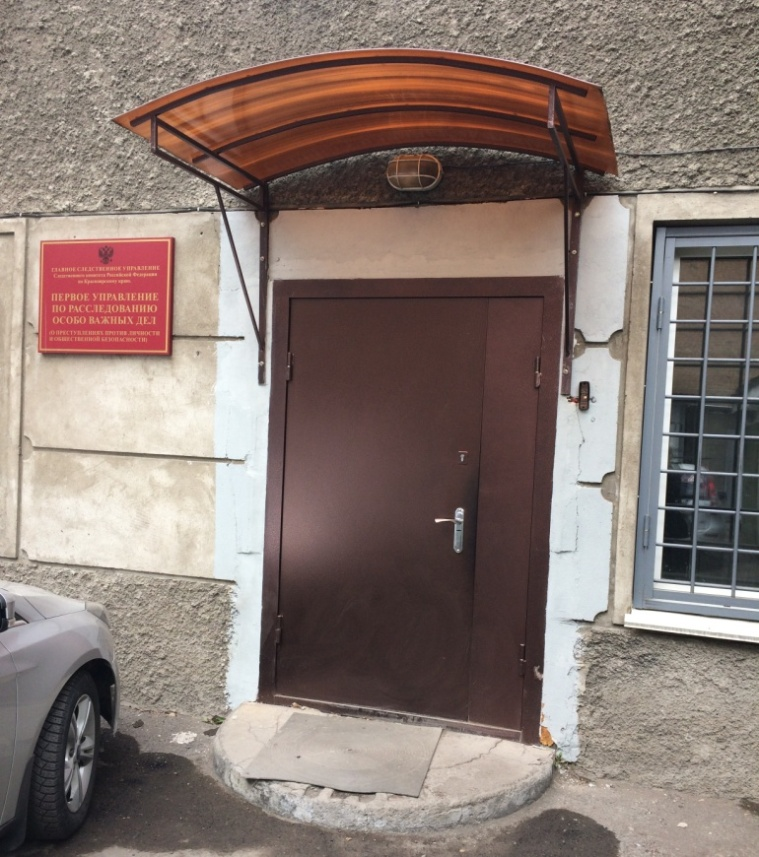 ГЛАВНОЕ СЛЕДСТВЕННОЕ УПРАВЛЕНИЕ
Следственного комитета Российской Федерации
по Красноярскому краю
ПЕРВОЕ УПРАВЛЕНИЕ
ПО РАССЛЕДОВАНИЮ
ОСОБО ВАЖНЫХ ДЕЛ
(О ПРЕСТУПЛЕНИЯХ ПРОТИВ ЛИЧНОСТИ
И ОБЩЕСТВЕННОЙ БЕЗОПАСНОСТИ)